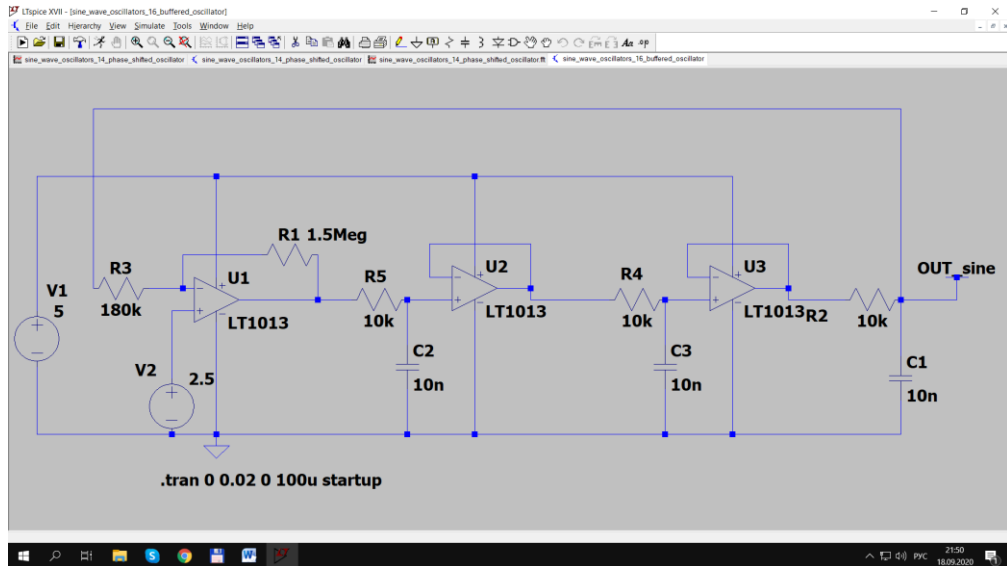 LTspice XVII - [sine_wave_oscillators_16_buffered_oscillator]
File Edit Hierarchy View Simulate Tools Window Help
sine_wave_oscillators_14_phase_shifted_oscillator sine_wave_oscillators_14_phase_shifted_oscillator sine_wave_oscillators_14_phase_shifted_oscillator.fft sine_wave_oscillators_16_buffered_oscillator
R1 1.5Meg
R3
180k
U1
LT1013
R5
10k
U2
LT1013
R4
10k
U3
LT1013
R2
10k
OUT_sine
V1
5
V2
2.5
C2
10n
C3
10n
C1
10n
.tran 0 0.02 0 100u startup
РУС
21:50
18.09.2020